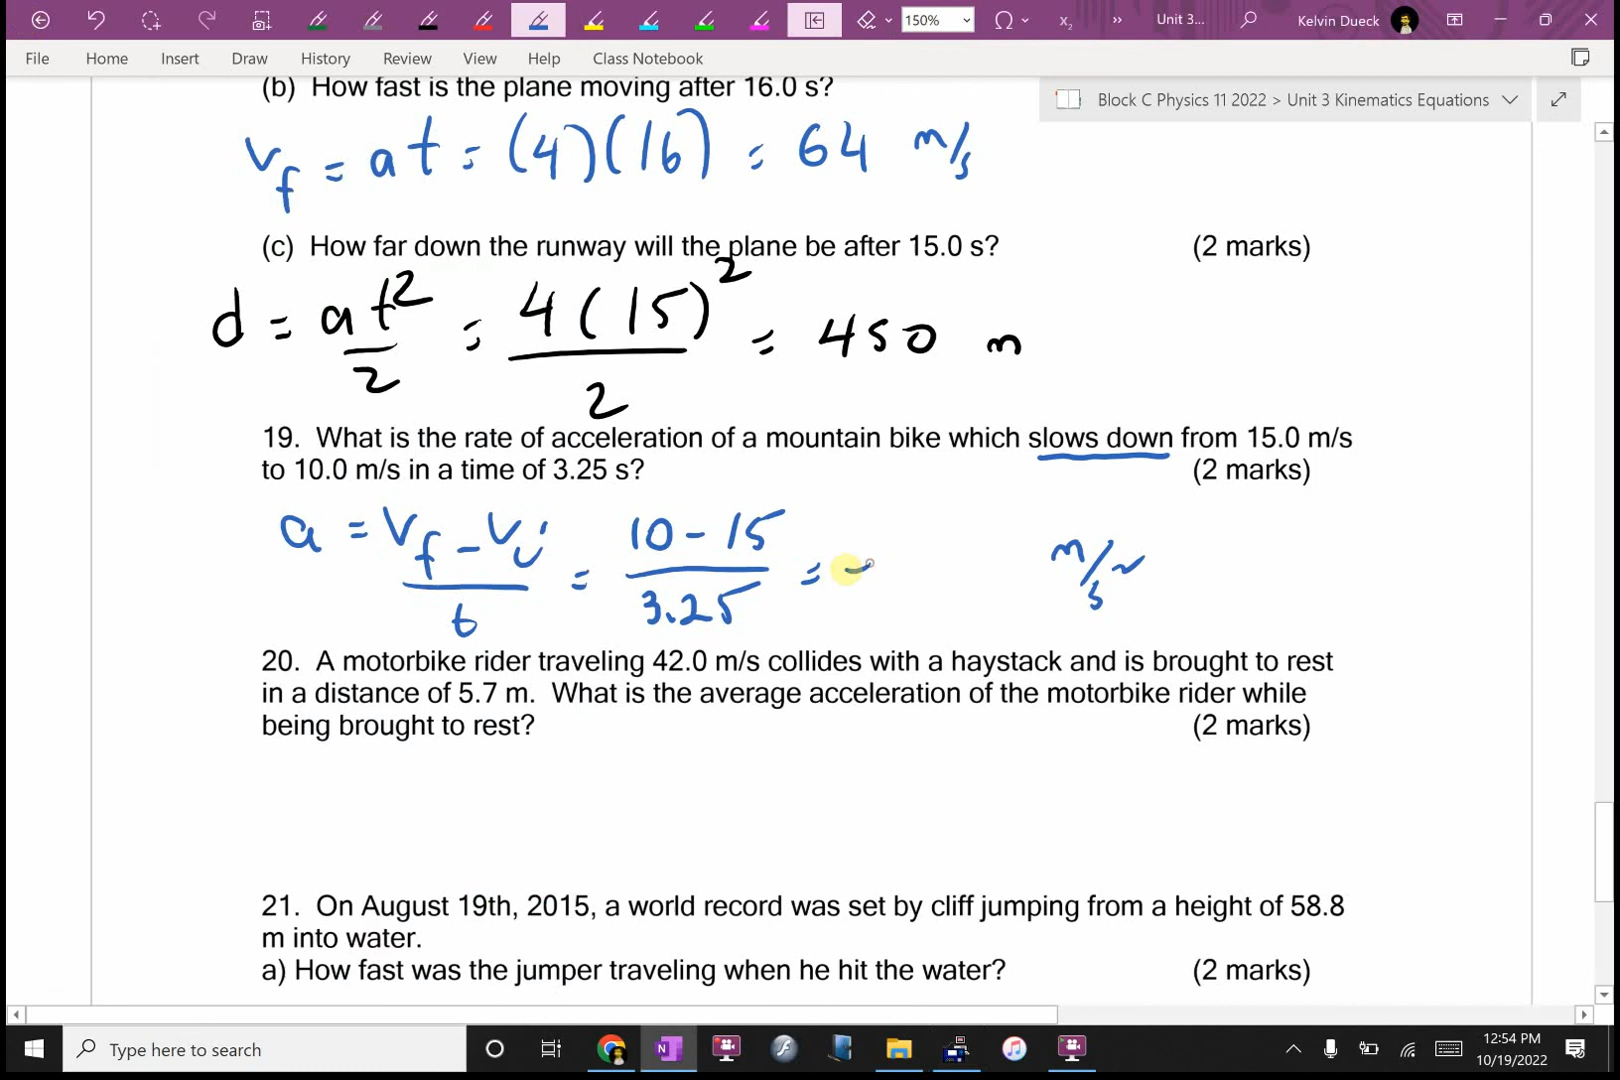 150% Unit 3... Kelvin Dueck
File Home Insert Draw History Review View Help Class Notebook
Block C Physics 11 2022 > Unit 3 Kinematics Equations
(b) How fast is the plane moving after 16.0 s?
v_f = at = (4)(16) = 64 m/s
(c) How far down the runway will the plane be after 15.0 s? (2 marks)
d = at²/2 = 4(15)²/2 = 450 m
19. What is the rate of acceleration of a mountain bike which slows down from 15.0 m/s
to 10.0 m/s in a time of 3.25 s? (2 marks)
a = v_f - v_i/t = 10 - 15/3.25 = - m/s²
20. A motorbike rider traveling 42.0 m/s collides with a haystack and is brought to rest
in a distance of 5.7 m. What is the average acceleration of the motorbike rider while
being brought to rest? (2 marks)
21. On August 19th, 2015, a world record was set by cliff jumping from a height of 58.8
m into water.
a) How fast was the jumper traveling when he hit the water? (2 marks)
Type here to search
12:54 PM
10/19/2022